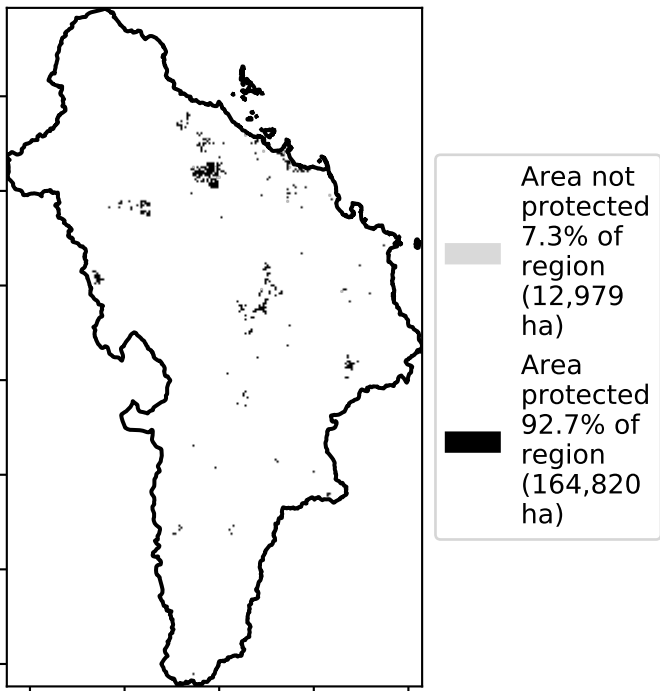 Area not
protected
7.3% of
region
(12,979
ha)
Area
protected
92.7% of
region
(164,820
ha)